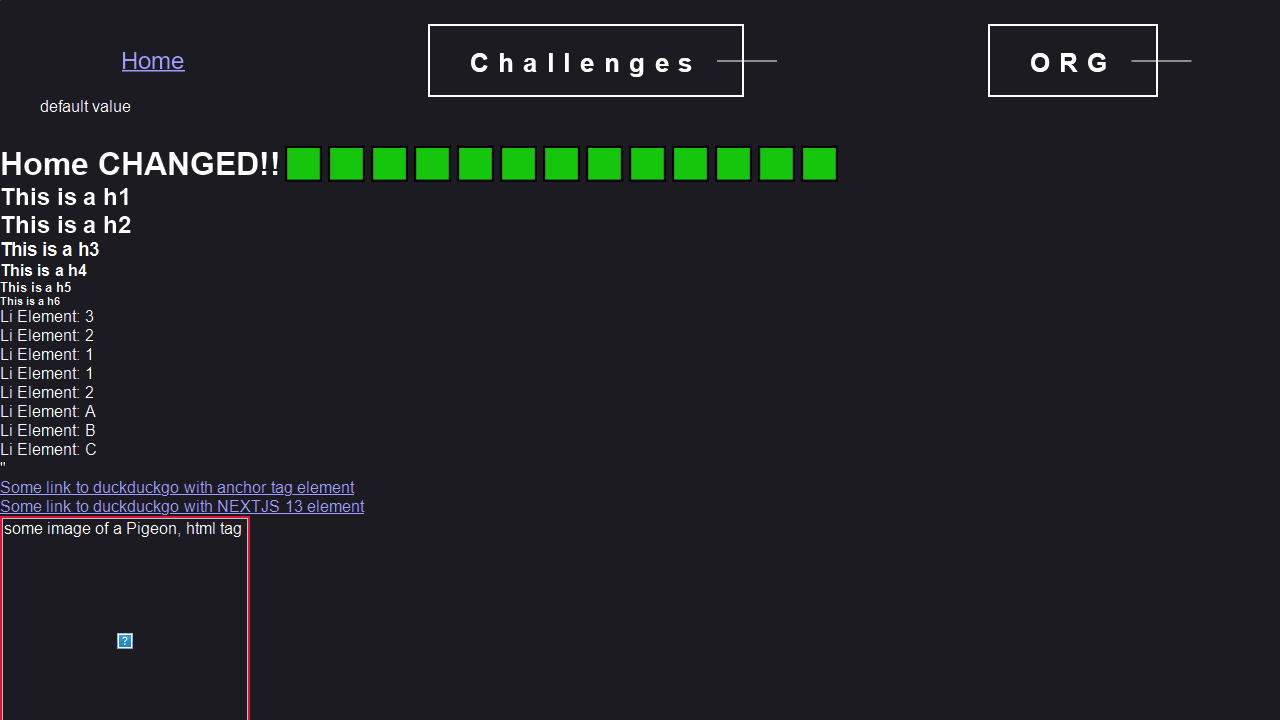 Home
Challenges
ORG
default value
Home CHANGED!!
This is a h1
This is a h2
This is a h3
This is a h4
This is a h5
This is a h6
Li Element: 3
Li Element: 2
Li Element: 1
Li Element: 1
Li Element: 2
Li Element: A
Li Element: B
Li Element: C
"
Some link to duckduckgo with anchor tag element
Some link to duckduckgo with NEXTJS 13 element
some image of a Pigeon, html tag
?